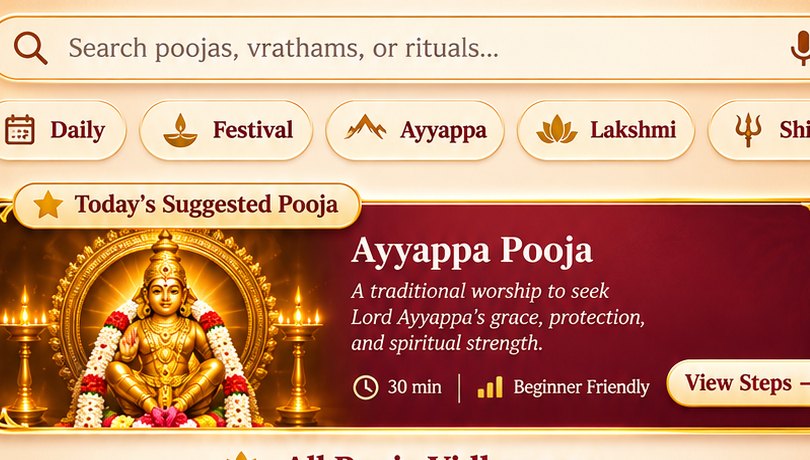 Search poojas, vrathams, or rituals...
Daily
Festival
Ayyappa
Lakshmi
Today's Suggested Pooja
Ayyappa Pooja
A traditional worship to seek
Lord Ayyappa's grace, protection,
and spiritual strength.
30 min
Beginner Friendly
View Steps